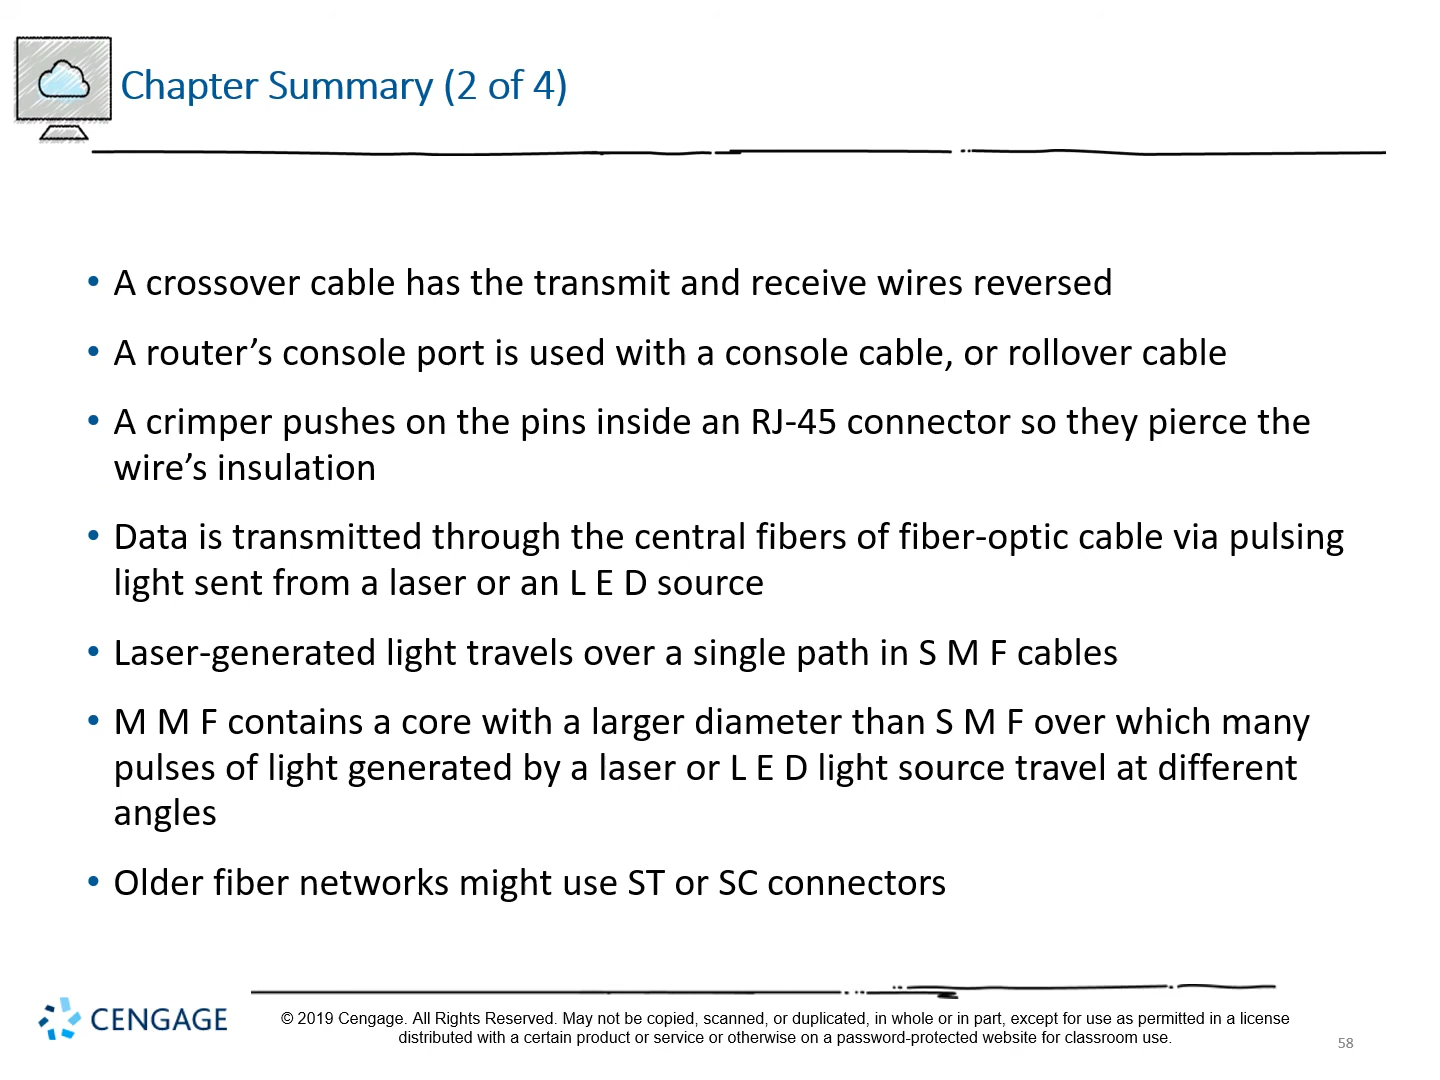 Chapter Summary (2 of 4)
• A crossover cable has the transmit and receive wires reversed
• A router’s console port is used with a console cable, or rollover cable
• A crimper pushes on the pins inside an RJ-45 connector so they pierce the
wire’s insulation
• Data is transmitted through the central fibers of fiber-optic cable via pulsing
light sent from a laser or an L E D source
• Laser-generated light travels over a single path in S M F cables
• M M F contains a core with a larger diameter than S M F over which many
pulses of light generated by a laser or L E D light source travel at different
angles
• Older fiber networks might use ST or SC connectors
CENGAGE
© 2019 Cengage. All Rights Reserved. May not be copied, scanned, or duplicated, in whole or in part, except for use as permitted in a license
distributed with a certain product or service or otherwise on a password-protected website for classroom use.
58